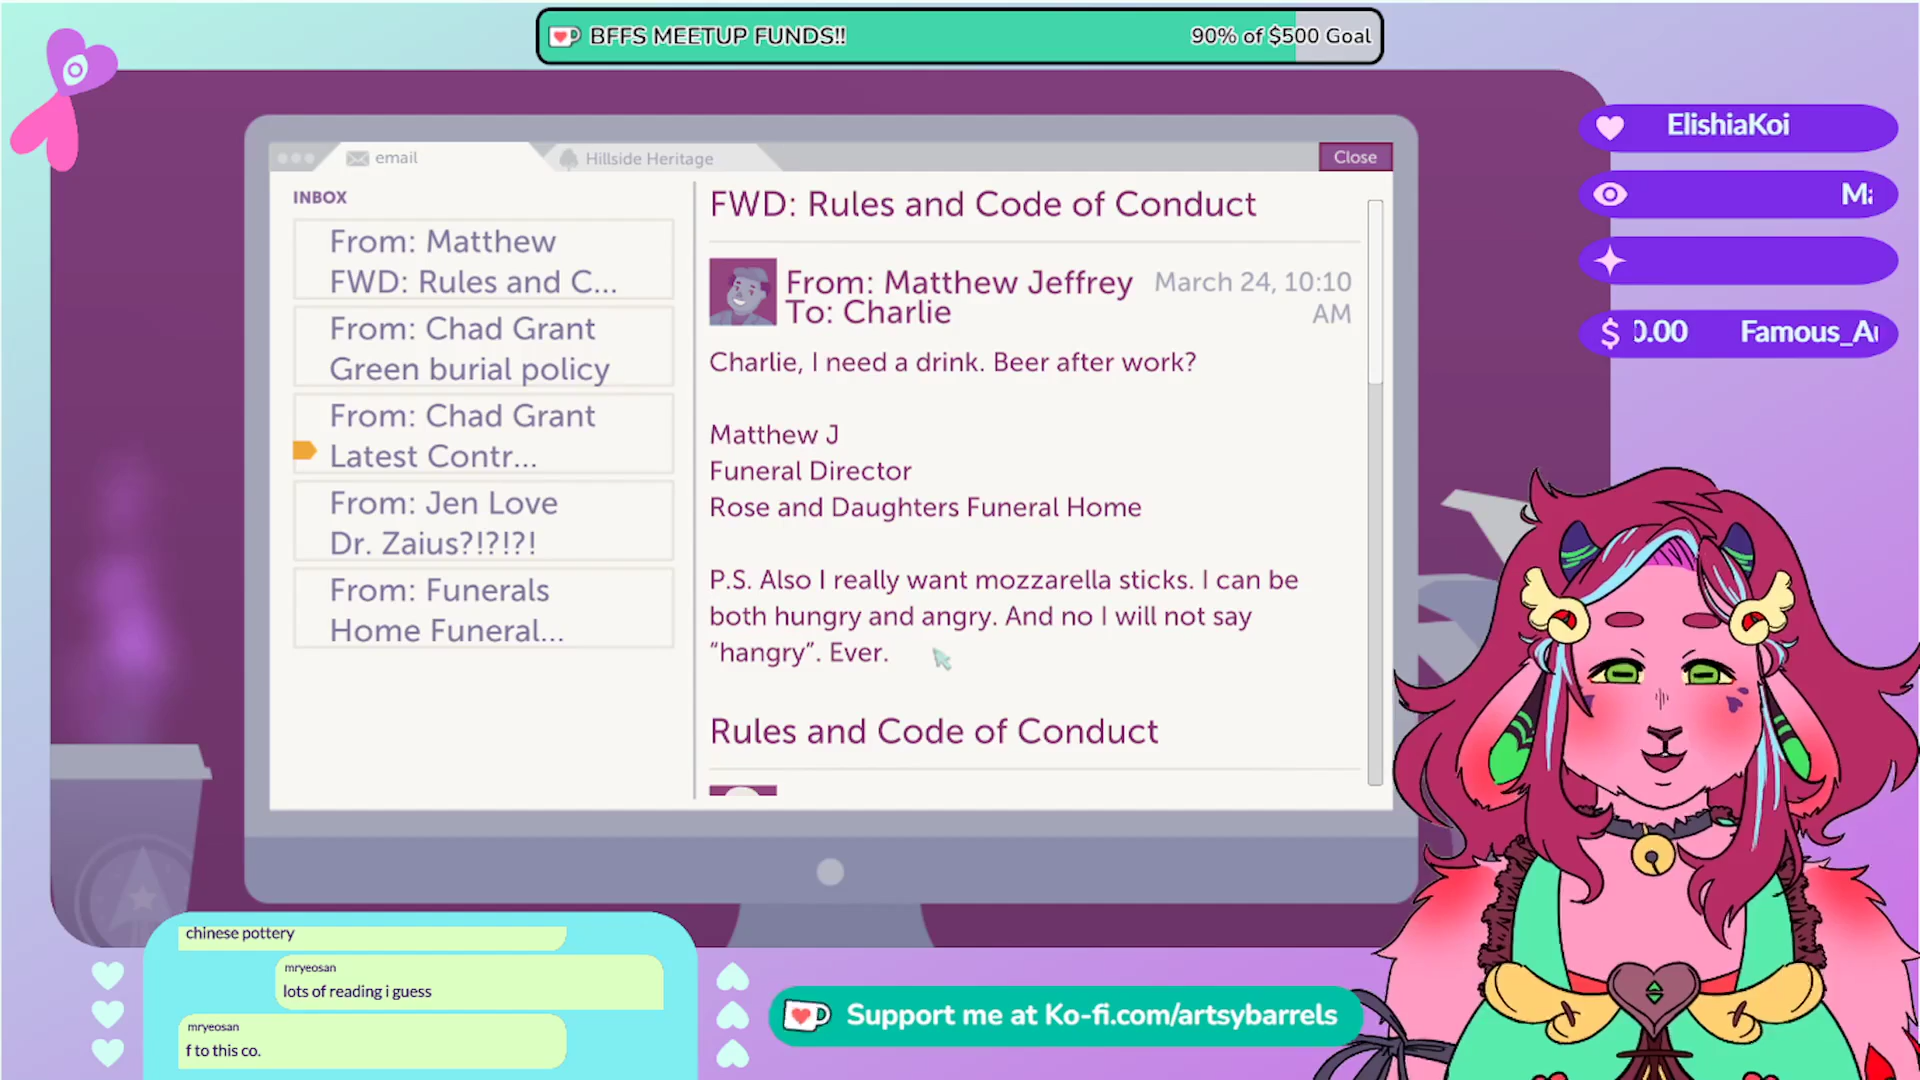 BFFS MEETUP FUNDS!!
90% of $500 Goal
email
Hillside Heritage
Close
INBOX
From: Matthew
FWD: Rules and C...
From: Chad Grant
Green burial policy
From: Chad Grant
Latest Contr...
From: Jen Love
Dr. Zaius?!?!?!
From: Funerals
Home Funeral...
FWD: Rules and Code of Conduct
From: Matthew Jeffrey
March 24, 10:10
AM
To: Charlie
Charlie, I need a drink. Beer after work?
Matthew J
Funeral Director
Rose and Daughters Funeral Home
P.S. Also I really want mozzarella sticks. I can be
both hungry and angry. And no I will not say
“hangry”. Ever.
Rules and Code of Conduct
ElishiaKoi
$ 0.00
Famous_A
chinese pottery
mryeosan
lots of reading i guess
mryeosan
f to this co.
Support me at Ko-fi.com/artsybarrels